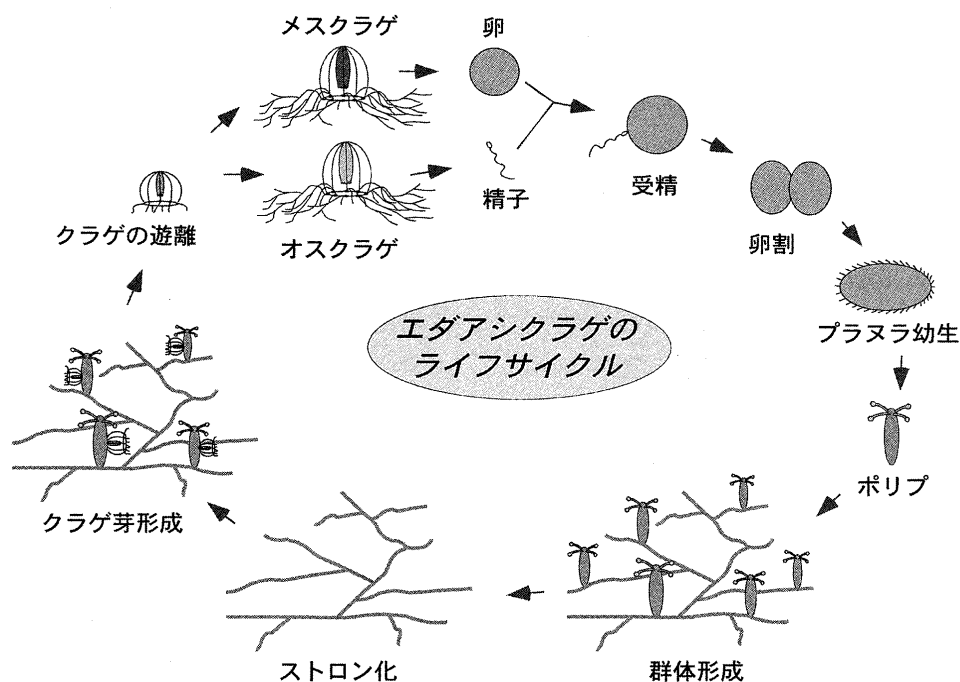 メスクラゲ
卵
精子
オスクラゲ
受精
卵割
クラゲの遊離
プラヌラ幼生
エダアシクラゲの
ライフサイクル
ポリプ
クラゲ芽形成
ストロン化
群体形成